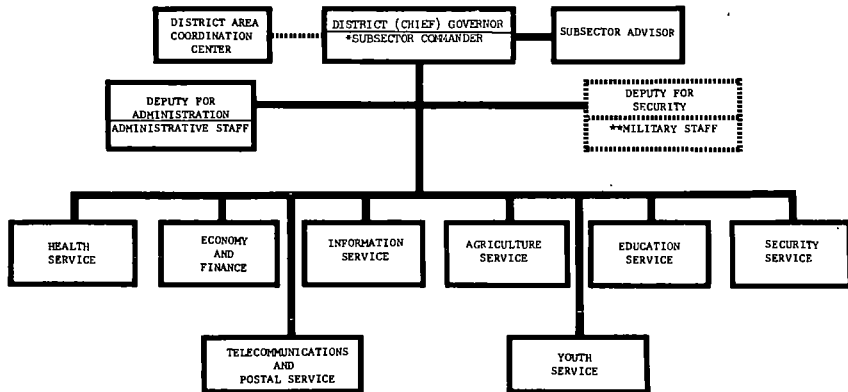 DISTRICT AREA
COORDINATION
CENTER
DISTRICT (CHIEF) GOVERNOR
*SUBSECTOR COMMANDER
SUBSECTOR ADVISOR
DEPUTY FOR
ADMINISTRATION
ADMINISTRATIVE STAFF
DEPUTY FOR
SECURITY
**MILITARY STAFF
HEALTH
SERVICE
ECONOMY
AND
FINANCE
INFORMATION
SERVICE
AGRICULTURE
SERVICE
EDUCATION
SERVICE
SECURITY
SERVICE
TELECOMMUNICATIONS
AND
POSTAL SERVICE
YOUTH
SERVICE